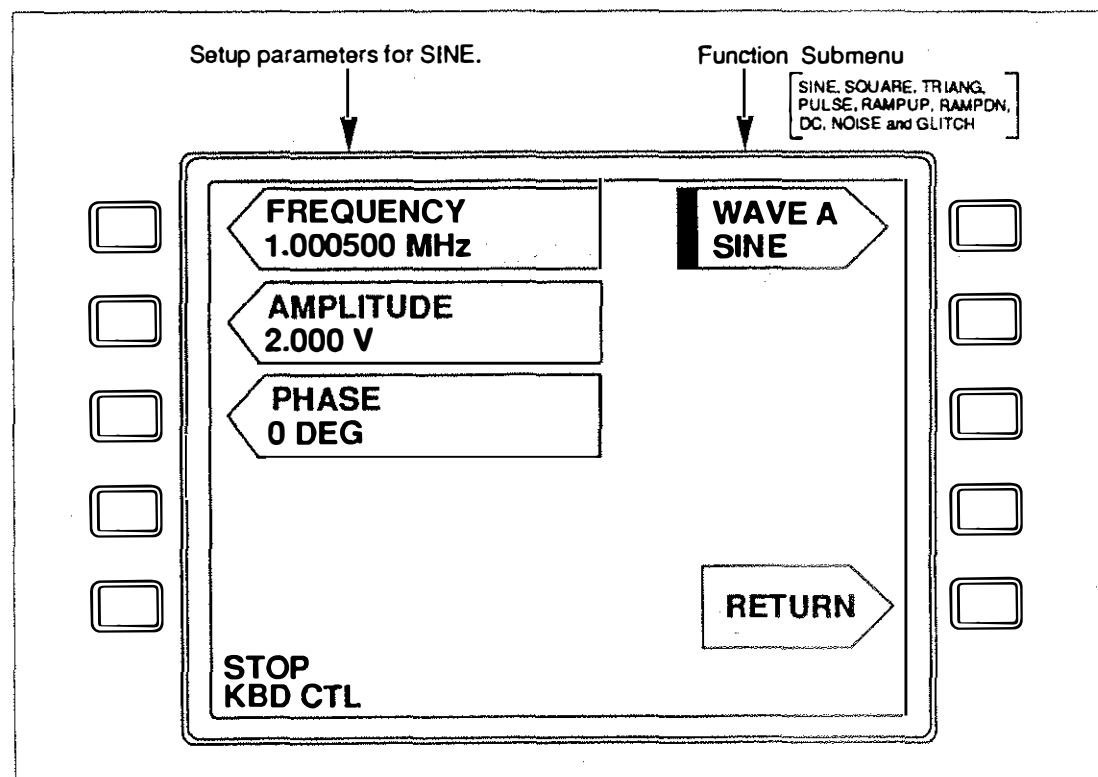 Setup parameters for SINE.
Function Submenu
SINE, SQUARE, TRIANG,
PULSE, RAMPUP, RAMPDN,
DC, NOISE and GLITCH
FREQUENCY
1.000500 MHz
WAVE A
SINE
AMPLITUDE
2.000 V
PHASE
0 DEG
RETURN
STOP
KBD CTL